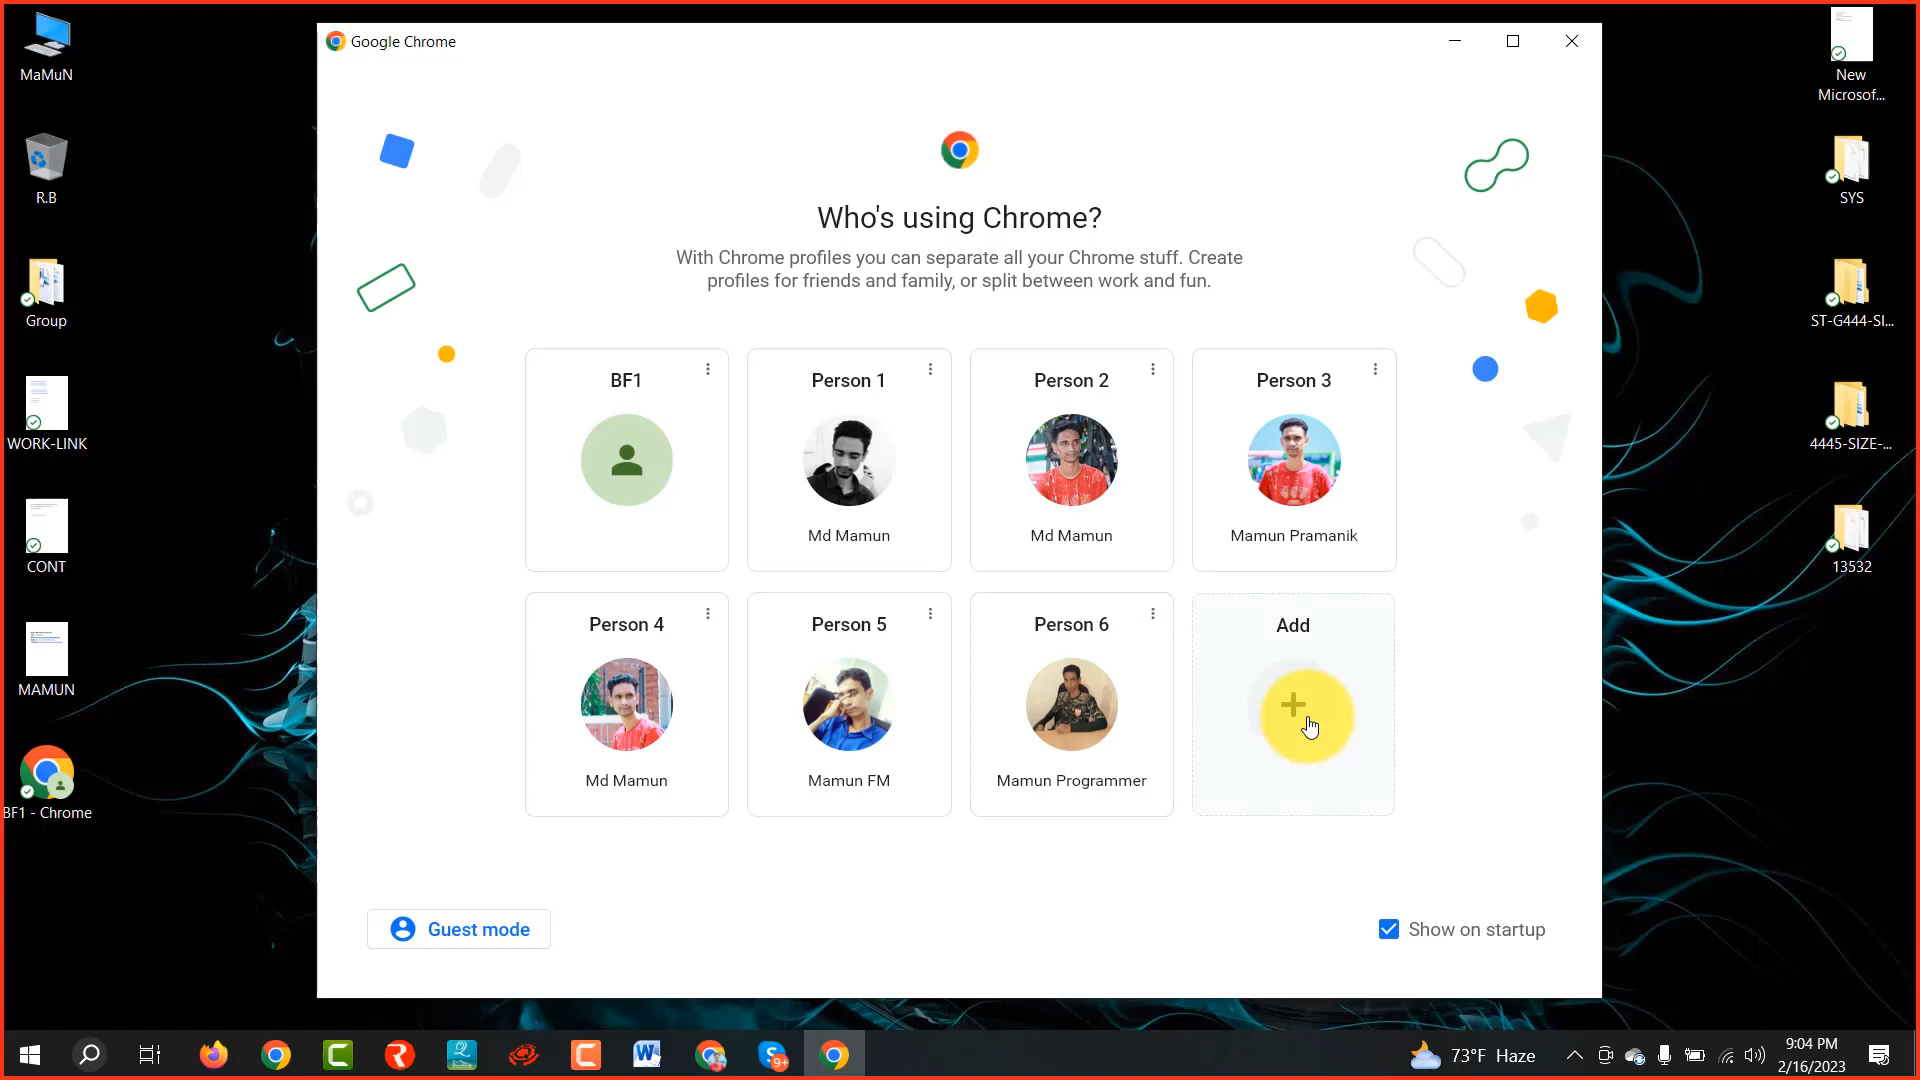 Google Chrome
Who's using Chrome?
With Chrome profiles you can separate all your Chrome stuff. Create
profiles for friends and family, or split between work and fun.
BF1
Person 1
Md Mamun
Person 2
Md Mamun
Person 3
Mamun Pramanik
Person 4
Md Mamun
Person 5
Mamun FM
Person 6
Mamun Programmer
Add
Guest mode
Show on startup
MaMuN
R.B
Group
WORK-LINK
CONT
MAMUN
BF1 - Chrome
New
Microsof...
SYS
ST-G444-SI...
4445-SIZE-...
13532
9+
73°F Haze
9:04 PM
2/16/2023